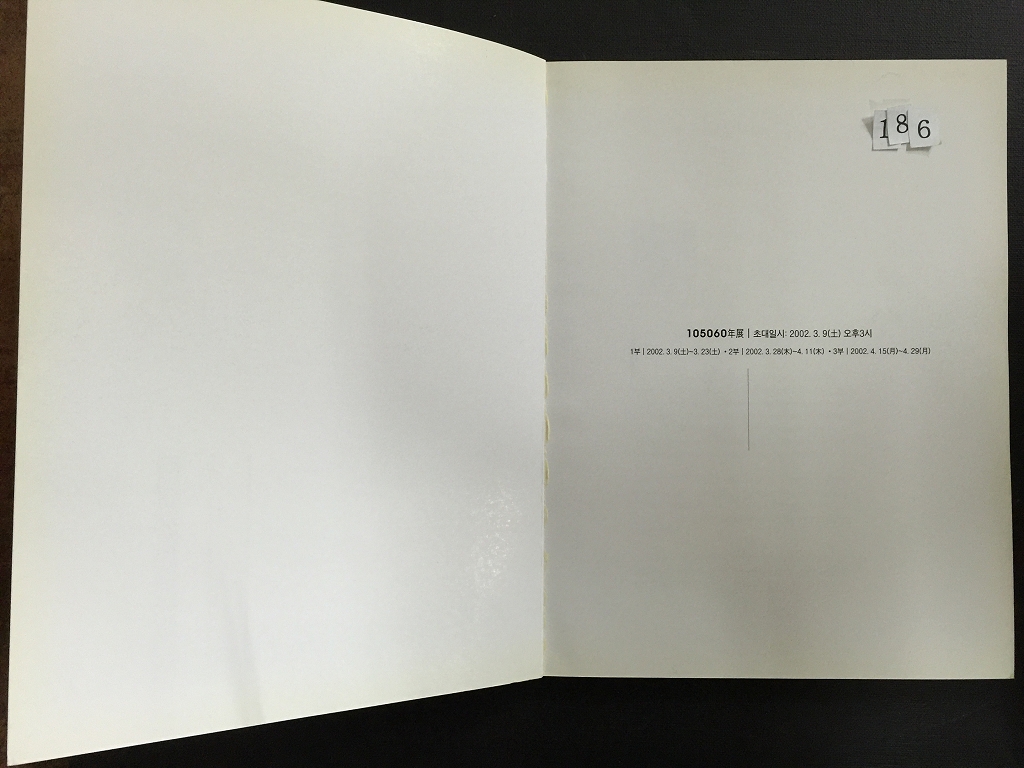 186
105060年展 | 초대일시: 2002. 3. 9(土) 오후3시
1부 | 2002. 3. 9(土)~3. 23(土) • 2부 | 2002. 3. 28(木)~4. 11(木) • 3부 | 2002. 4. 15(月)~4. 29(月)